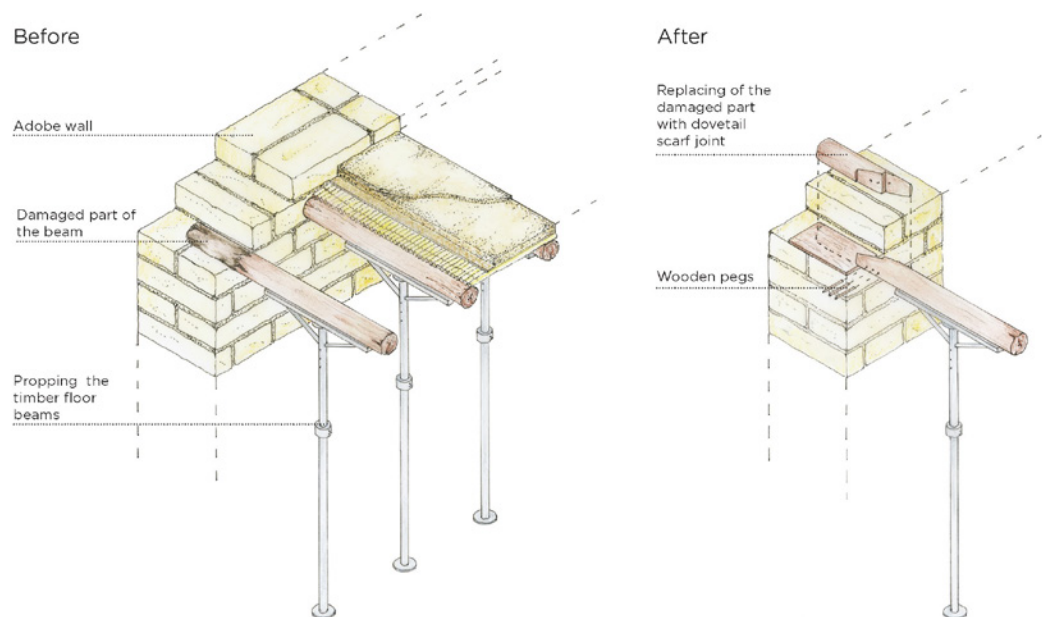 Before
Adobe wall
Damaged part of
the beam
Propping the
timber floor
beams
After
Replacing of the
damaged part
with dovetail
scarf joint
Wooden pegs